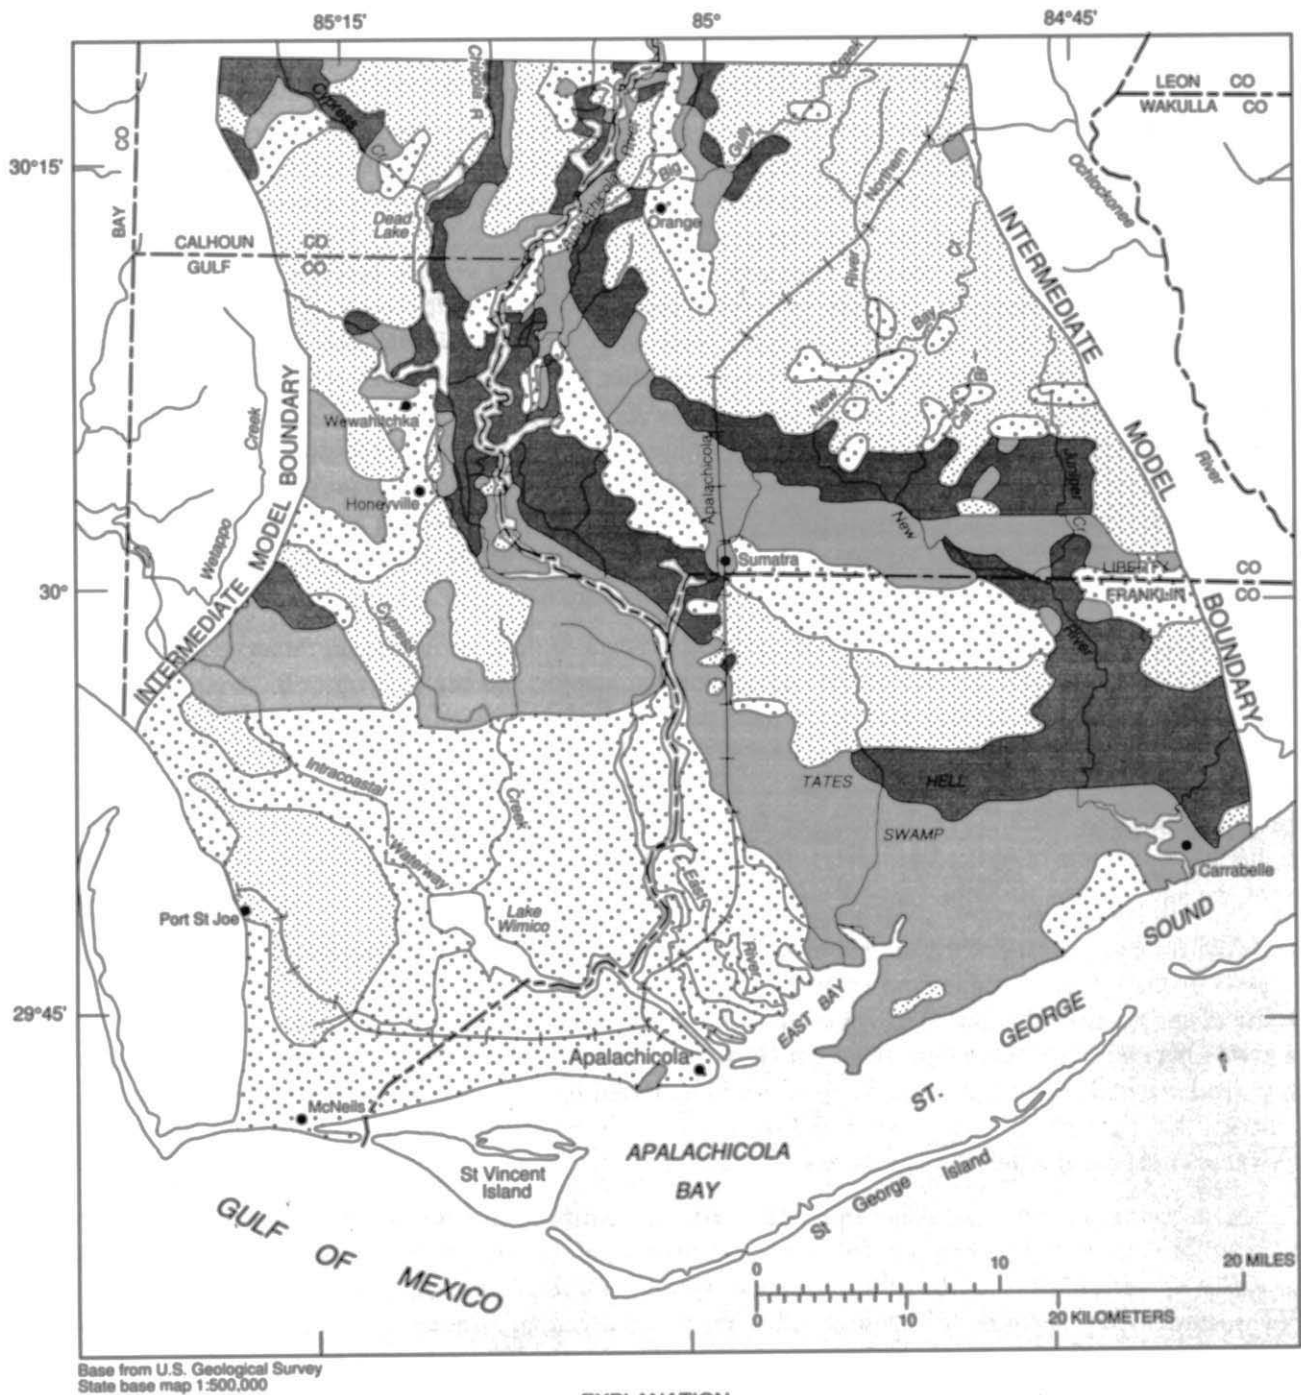 85°15'
85°
84°45'
LEON CO
WAKULLA CO
30°15'
BAY CO
Cypress
Cr
Chipola R
River
Apalachicola
Big
Gully
Creek
Orange
Northern
Ochlockonee
River
Dead
Lake
CALHOUN CO
GULF CO
INTERMEDIATE MODEL BOUNDARY
River
Bay
Cr
New
Br
Wewahitchka
Creek
Wetappo
Honeyville
Apalachicola
New
Juniper
Cr
Sumatra
30°
LIBERTY CO
FRANKLIN CO
River
INTERMEDIATE MODEL BOUNDARY
Cypress
Creek
Intracoastal
Waterway
TATES HELL
SWAMP
Carrabelle
Port St Joe
Lake
Wimico
East
River
EAST BAY
29°45'
Apalachicola
McNeils
ST. GEORGE SOUND
St Vincent
Island
APALACHICOLA
BAY
St George Island
GULF OF MEXICO
0 10 20 MILES
0 10 20 KILOMETERS
Base from U.S. Geological Survey
State base map 1:500,000
EXPLANATION